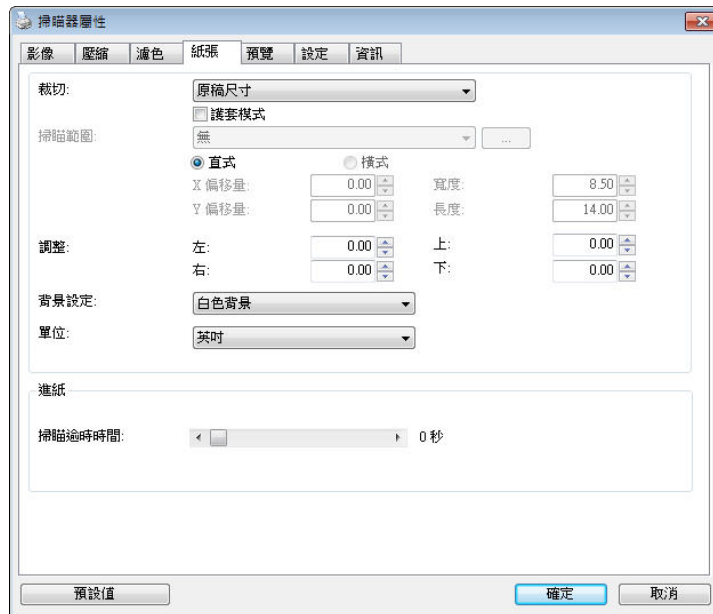 掃瞄器屬性
影像 壓縮 濾色 紙張 預覽 設定 資訊
裁切: 原稿尺寸
護套模式
掃瞄範圍: 無 ...
直式 橫式
X 偏移量: 0.00 寬度: 8.50
Y 偏移量: 0.00 長度: 14.00
調整: 左: 0.00 上: 0.00
右: 0.00 下: 0.00
背景設定: 白色背景
單位: 英吋
進紙
掃瞄逾時時間: 0 秒
預設值 確定 取消